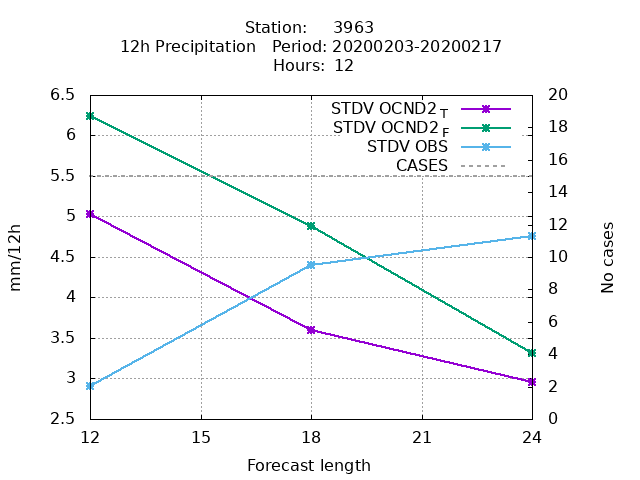 Station: 3963
12h Precipitation Period: 20200203-20200217
Hours: 12
STDV OCND2 T
STDV OCND2 F
STDV OBS
CASES
6.5
6
5.5
5
4.5
4
3.5
3
2.5
mm/12h
20
18
16
14
12
10
8
6
4
2
0
No cases
12 15 18 21 24
Forecast length